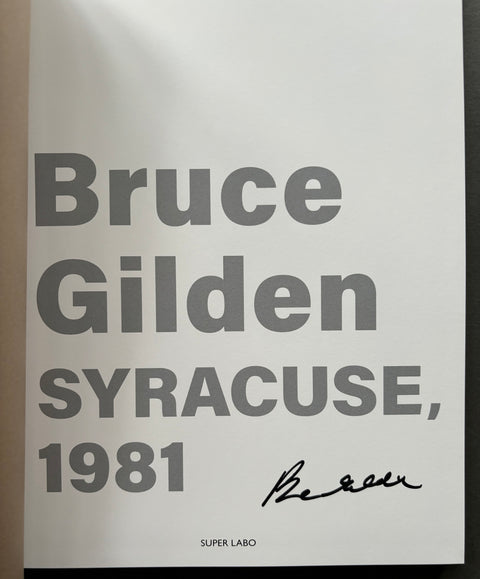 Bruce
Gilden
SYRACUSE,
1981
SUPER LABO